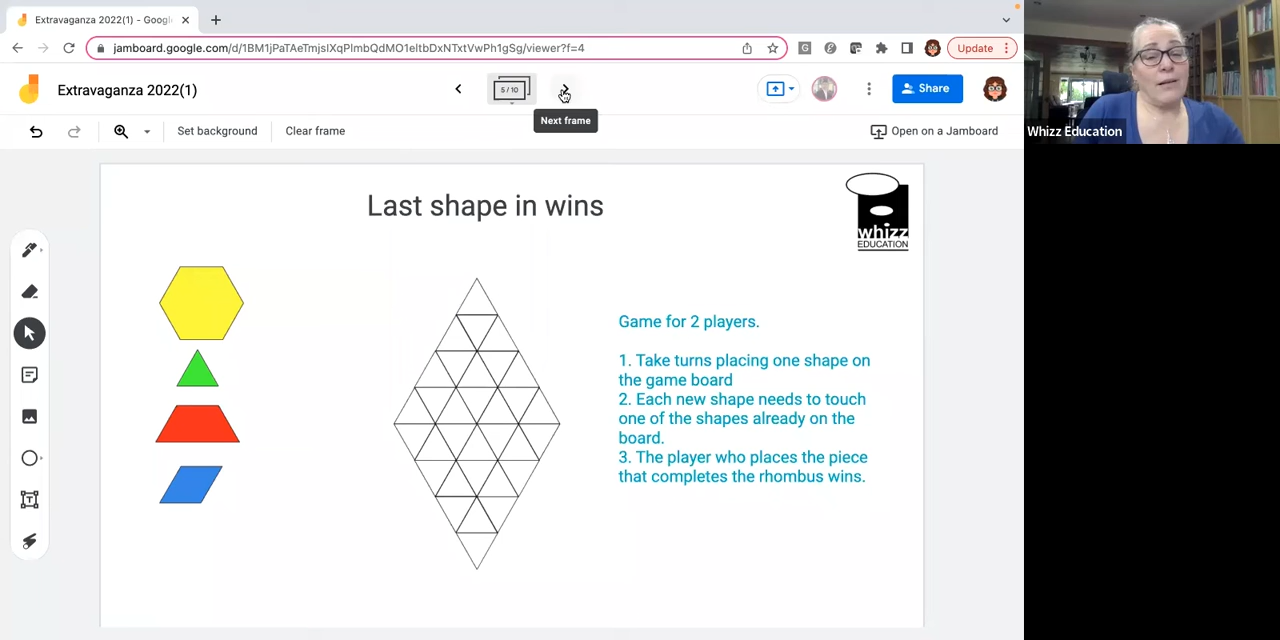 Extravaganza 2022(1) - Googl
jamboard.google.com/d/1BM1jPaTAeTmjsIXqPlmbQdMO1eltbDxNTxtVwPh1gSg/viewer?f=4
Update
Extravaganza 2022(1)
5 / 10
Share
Next frame
Set background
Clear frame
Open on a Jamboard
Whizz Education
Last shape in wins
whizz
EDUCATION
Game for 2 players.
1. Take turns placing one shape on
the game board
2. Each new shape needs to touch
one of the shapes already on the
board.
3. The player who places the piece
that completes the rhombus wins.